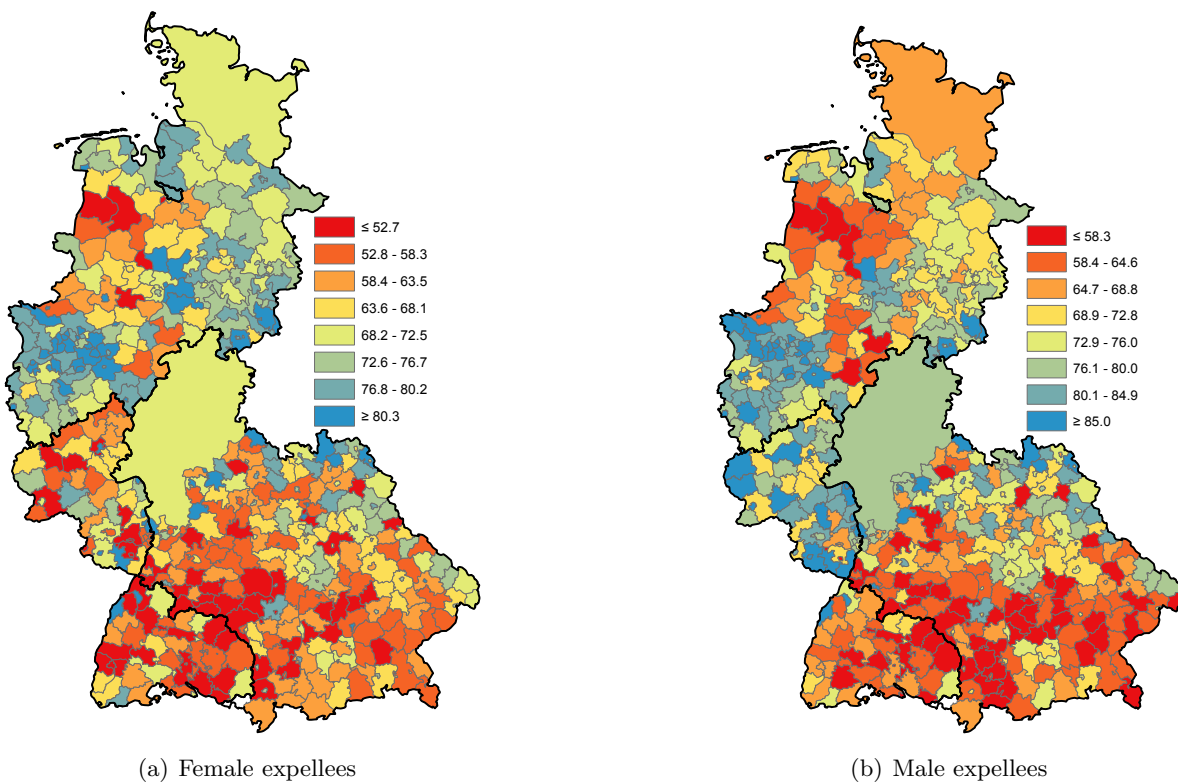 ≤ 52.7
52.8 - 58.3
58.4 - 63.5
63.6 - 68.1
68.2 - 72.5
72.6 - 76.7
76.8 - 80.2
≥ 80.3
≤ 58.3
58.4 - 64.6
64.7 - 68.8
68.9 - 72.8
72.9 - 76.0
76.1 - 80.0
80.1 - 84.9
≥ 85.0
(a) Female expellees
(b) Male expellees